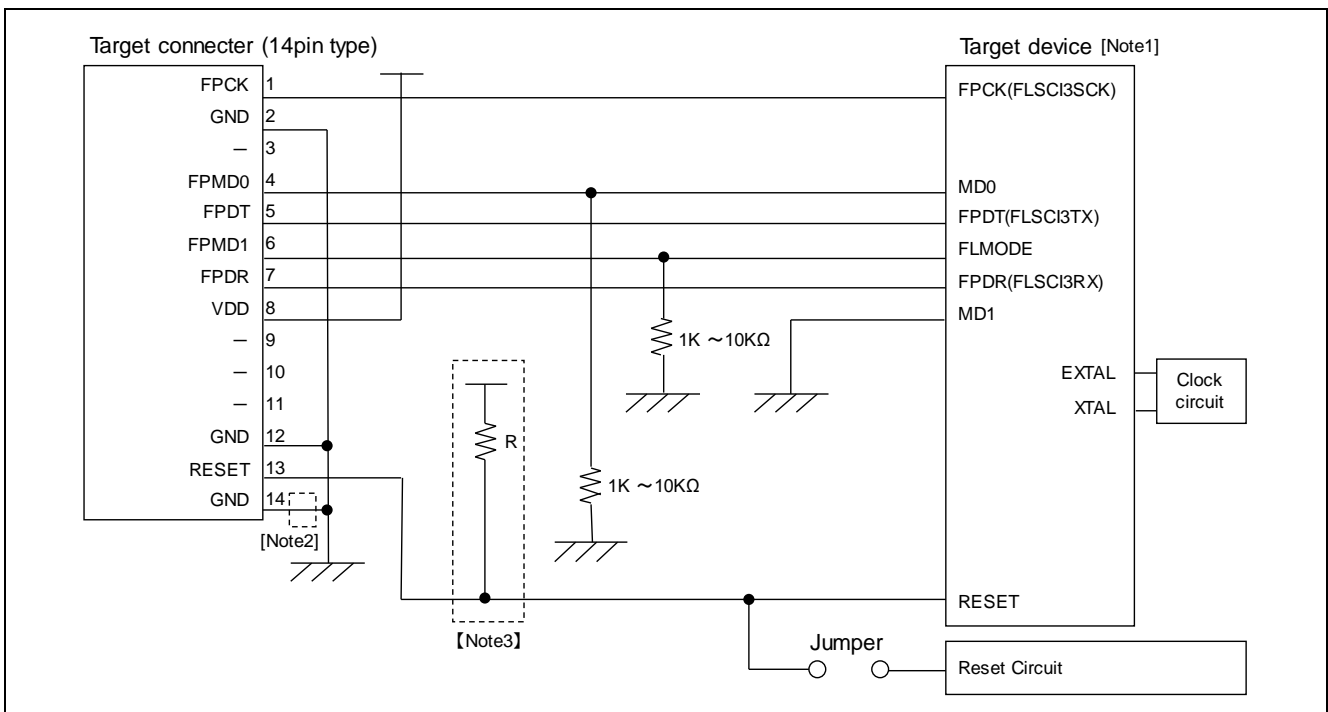 Target connecter (14pin type)
Target device [Note1]
FPCK 1
GND 2
– 3
FPMD0 4
FPDT 5
FPMD1 6
FPDR 7
VDD 8
– 9
– 10
– 11
GND 12
RESET 13
GND 14
[Note2]
R
【Note3】
1K ～10KΩ
1K ～10KΩ
FPCK(FLSCI3SCK)
MD0
FPDT(FLSCI3TX)
FLMODE
FPDR(FLSCI3RX)
MD1
EXTAL
XTAL
Clock
circuit
RESET
Jumper
Reset Circuit